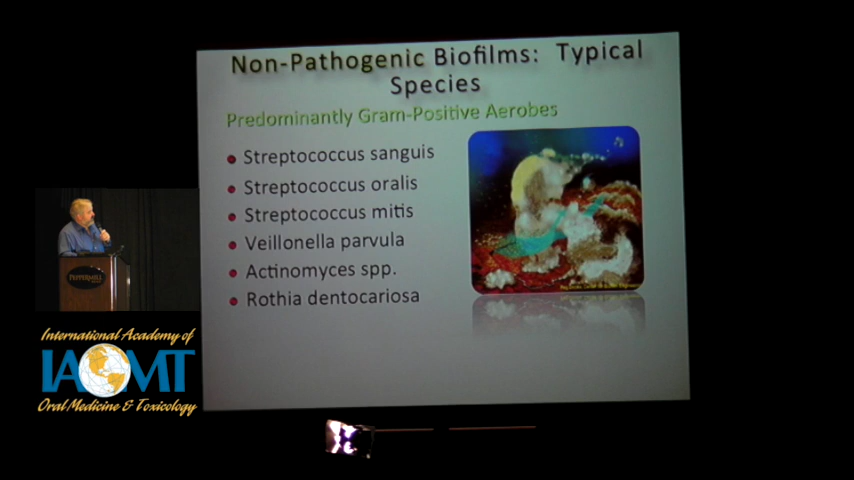 Non-Pathogenic Biofilms: Typical
Species
Predominantly Gram-Positive Aerobes
Streptococcus sanguis
Streptococcus oralis
Streptococcus mitis
Veillonella parvula
Actinomyces spp.
Rothia dentocariosa
PEPPERMILL
International Academy of
IAOMT
Oral Medicine & Toxicology